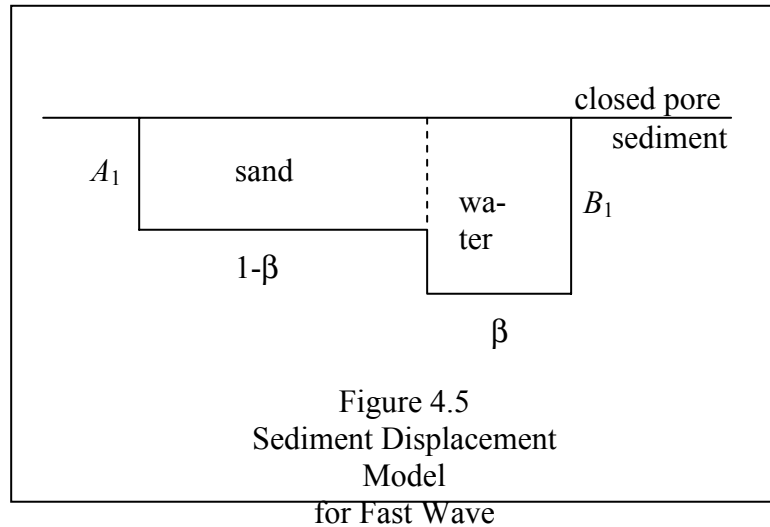 closed pore
sediment
A1
sand
wa-
ter
B1
1-β
β
Figure 4.5
Sediment Displacement
Model
for Fast Wave